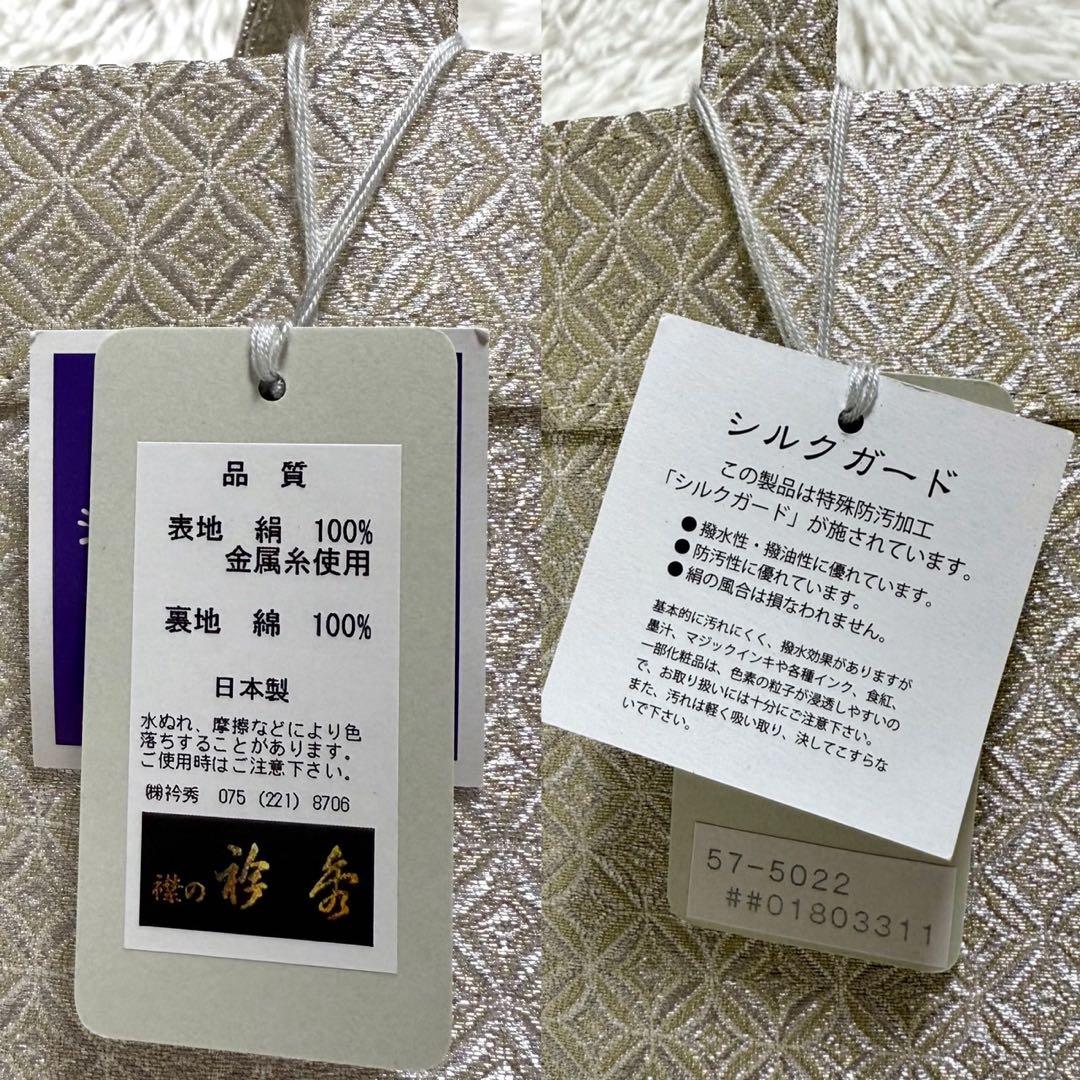 品質
表地 絹 100%
金属糸使用
裏地 綿 100%
日本製
水ぬれ、摩擦などにより色
落ちすることがあります。
ご使用時はご注意下さい。
㈱衿秀 075 (221) 8706
襟の 衿秀
シルクガード
この製品は特殊防汚加工
「シルクガード」が施されています。
●撥水性・撥油性に優れています。
●防汚性に優れています。
●絹の風合は損なわれません。
基本的に汚れにくく、撥水効果がありますが
墨汁、マジックインキや各種インク、食紅、
一部化粧品は、色素の粒子が浸透しやすいの
で、お取り扱いには十分にご注意下さい。
また、汚れは軽く吸い取り、決してこすらな
いで下さい。
57-5022
##01803311